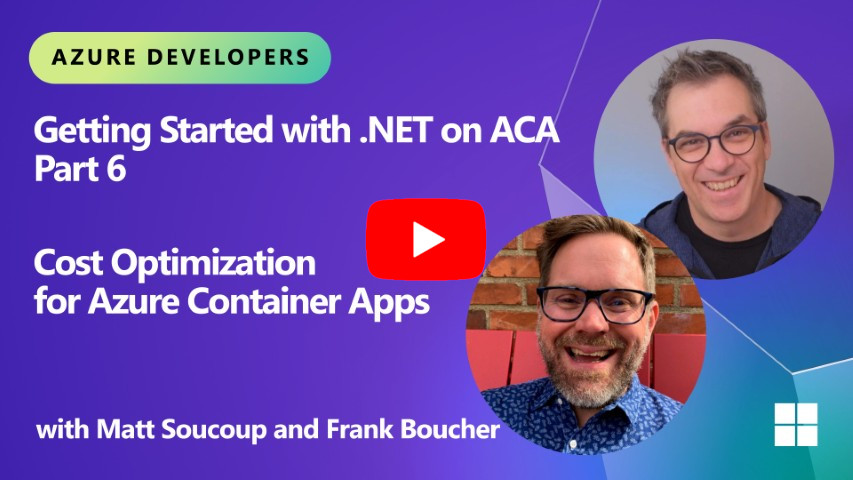 AZURE DEVELOPERS
Getting Started with .NET on ACA
Part 6
Cost Optimization
for Azure Container Apps
with Matt Soucoup and Frank Boucher